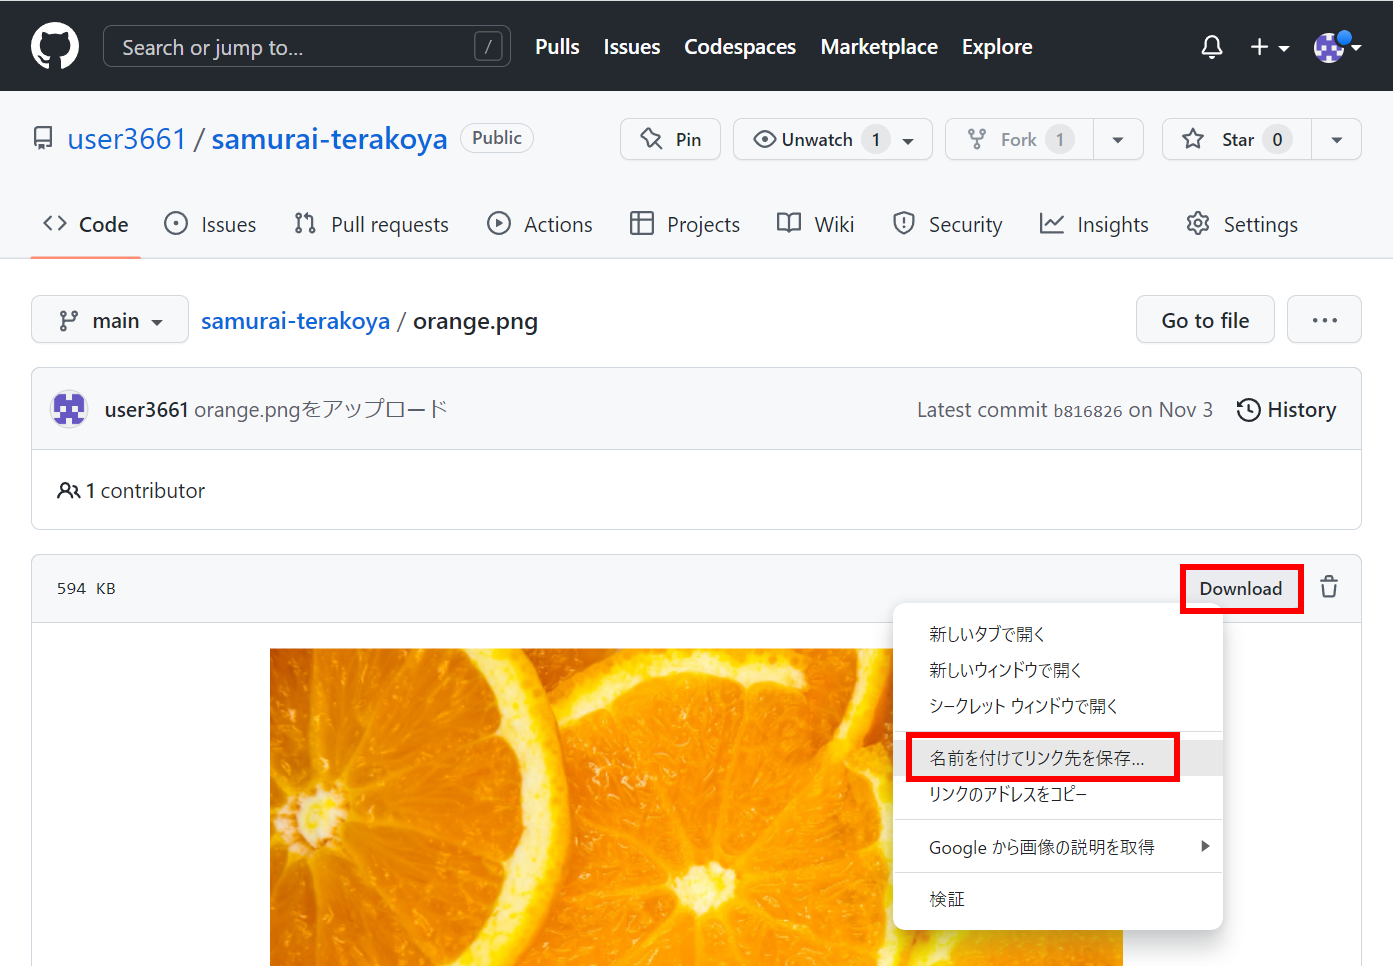 Search or jump to... /
Pulls Issues Codespaces Marketplace Explore
user3661 / samurai-terakoya Public
Pin Unwatch 1 Fork 1 Star 0
Code Issues Pull requests Actions Projects Wiki Security Insights Settings
main samurai-terakoya / orange.png Go to file ...
user3661 orange.pngをアップロード Latest commit b816826 on Nov 3 History
1 contributor
594 KB Download
新しいタブで開く
新しいウィンドウで開く
シークレット ウィンドウで開く
名前を付けてリンク先を保存...
リンクのアドレスをコピー
Google から画像の説明を取得
検証